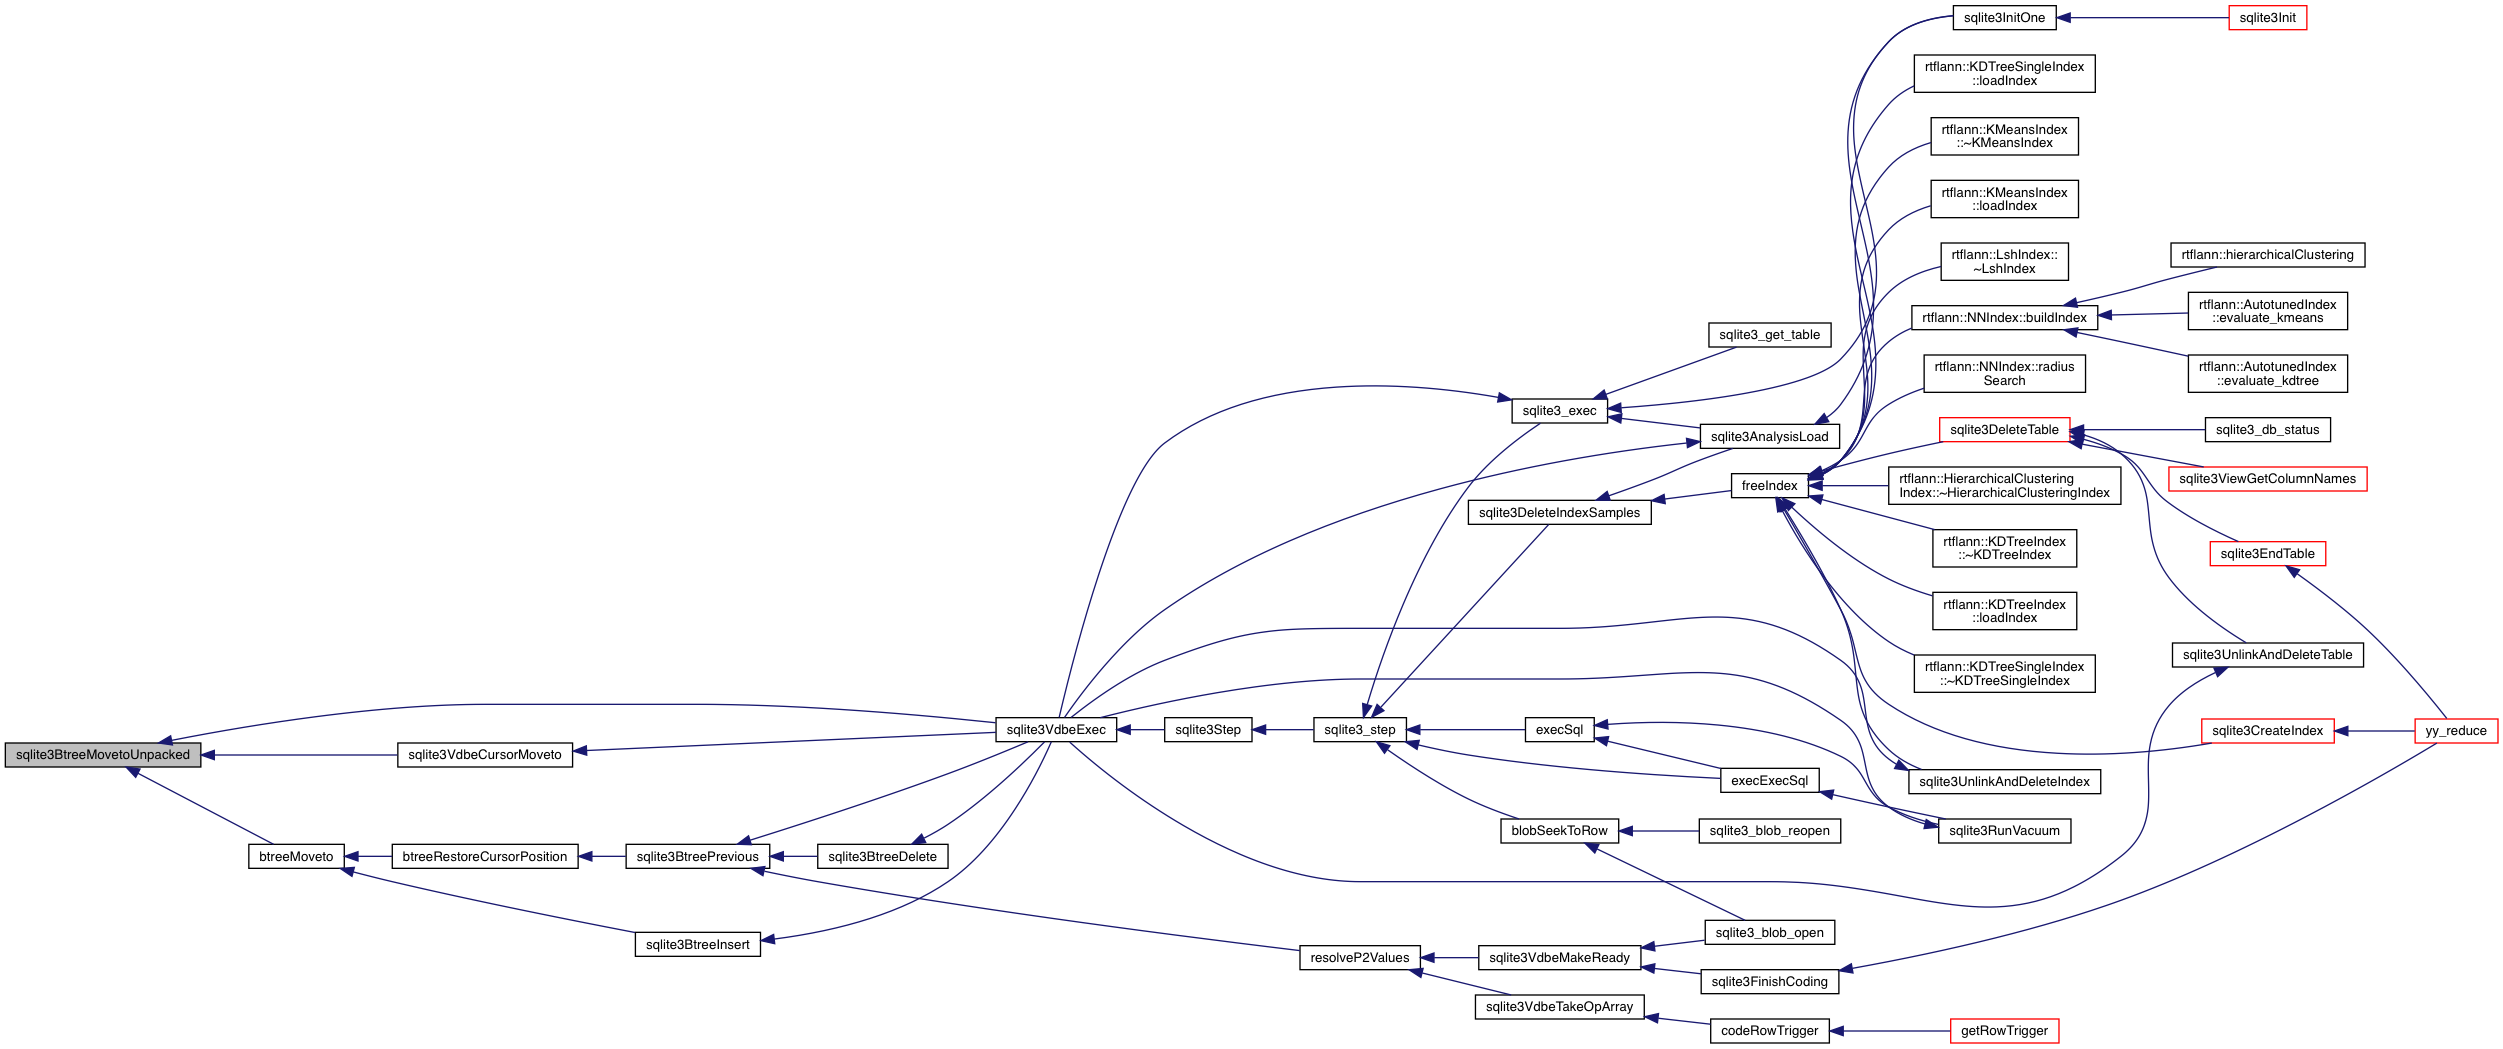 sqlite3InitOne
sqlite3Init
rtflann::KDTreeSingleIndex
::loadIndex
rtflann::KMeansIndex
::~KMeansIndex
rtflann::KMeansIndex
::loadIndex
rtflann::LshIndex::
~LshIndex
rtflann::hierarchicalClustering
rtflann::NNIndex::buildIndex
rtflann::AutotunedIndex
::evaluate_kmeans
sqlite3_get_table
rtflann::NNIndex::radius
Search
rtflann::AutotunedIndex
::evaluate_kdtree
sqlite3_exec
sqlite3AnalysisLoad
sqlite3DeleteTable
sqlite3_db_status
sqlite3ViewGetColumnNames
freeIndex
rtflann::HierarchicalClustering
Index::~HierarchicalClusteringIndex
sqlite3DeleteIndexSamples
rtflann::KDTreeIndex
::~KDTreeIndex
sqlite3EndTable
rtflann::KDTreeIndex
::loadIndex
sqlite3UnlinkAndDeleteTable
rtflann::KDTreeSingleIndex
::~KDTreeSingleIndex
sqlite3BtreeMovetoUnpacked
sqlite3VdbeCursorMoveto
sqlite3VdbeExec
sqlite3Step
sqlite3_step
execSql
sqlite3CreateIndex
yy_reduce
execExecSql
sqlite3UnlinkAndDeleteIndex
blobSeekToRow
sqlite3_blob_reopen
sqlite3RunVacuum
btreeMoveto
btreeRestoreCursorPosition
sqlite3BtreePrevious
sqlite3BtreeDelete
sqlite3BtreeInsert
sqlite3_blob_open
resolveP2Values
sqlite3VdbeMakeReady
sqlite3FinishCoding
sqlite3VdbeTakeOpArray
codeRowTrigger
getRowTrigger